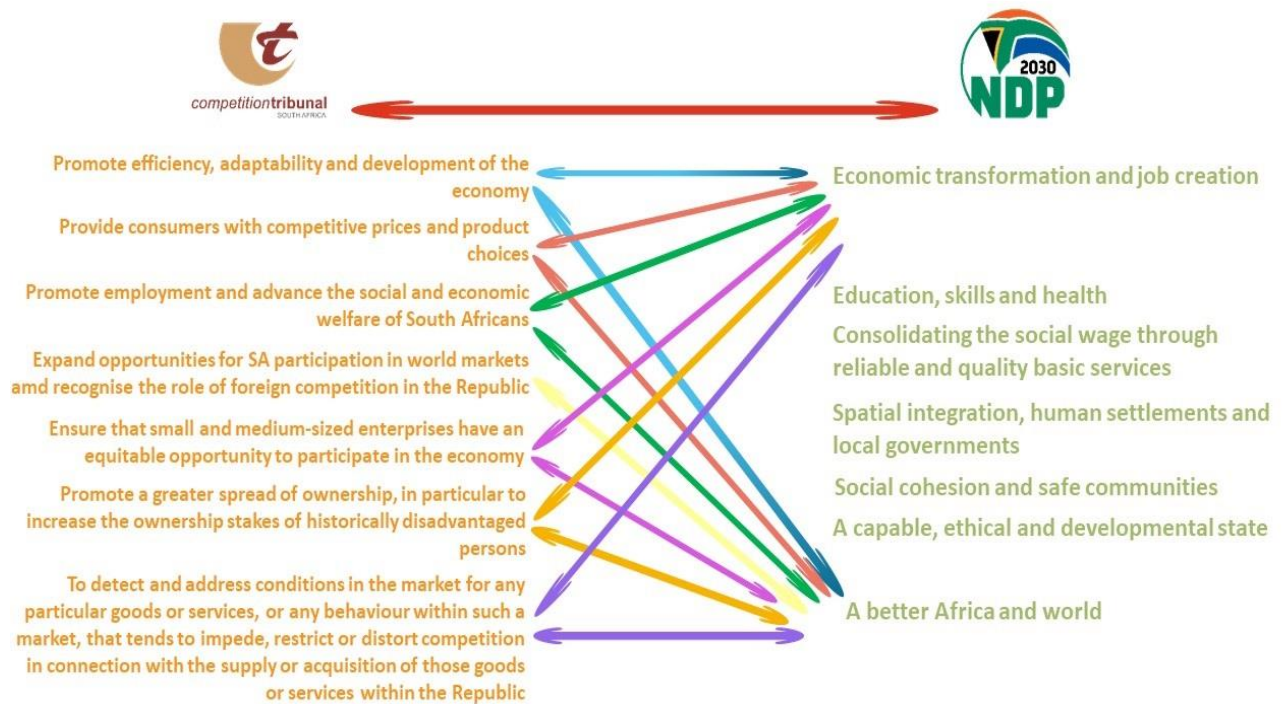 competitiontribunal
SOUTH AFRICA
2030
NDP
Promote efficiency, adaptability and development of the
economy
Provide consumers with competitive prices and product
choices
Promote employment and advance the social and economic
welfare of South Africans
Expand opportunities for SA participation in world markets
amd recognise the role of foreign competition in the Republic
Ensure that small and medium-sized enterprises have an
equitable opportunity to participate in the economy
Promote a greater spread of ownership, in particular to
increase the ownership stakes of historically disadvantaged
persons
To detect and address conditions in the market for any
particular goods or services, or any behaviour within such a
market, that tends to impede, restrict or distort competition
in connection with the supply or acquisition of those goods
or services within the Republic
Economic transformation and job creation
Education, skills and health
Consolidating the social wage through
reliable and quality basic services
Spatial integration, human settlements and
local governments
Social cohesion and safe communities
A capable, ethical and developmental state
A better Africa and world